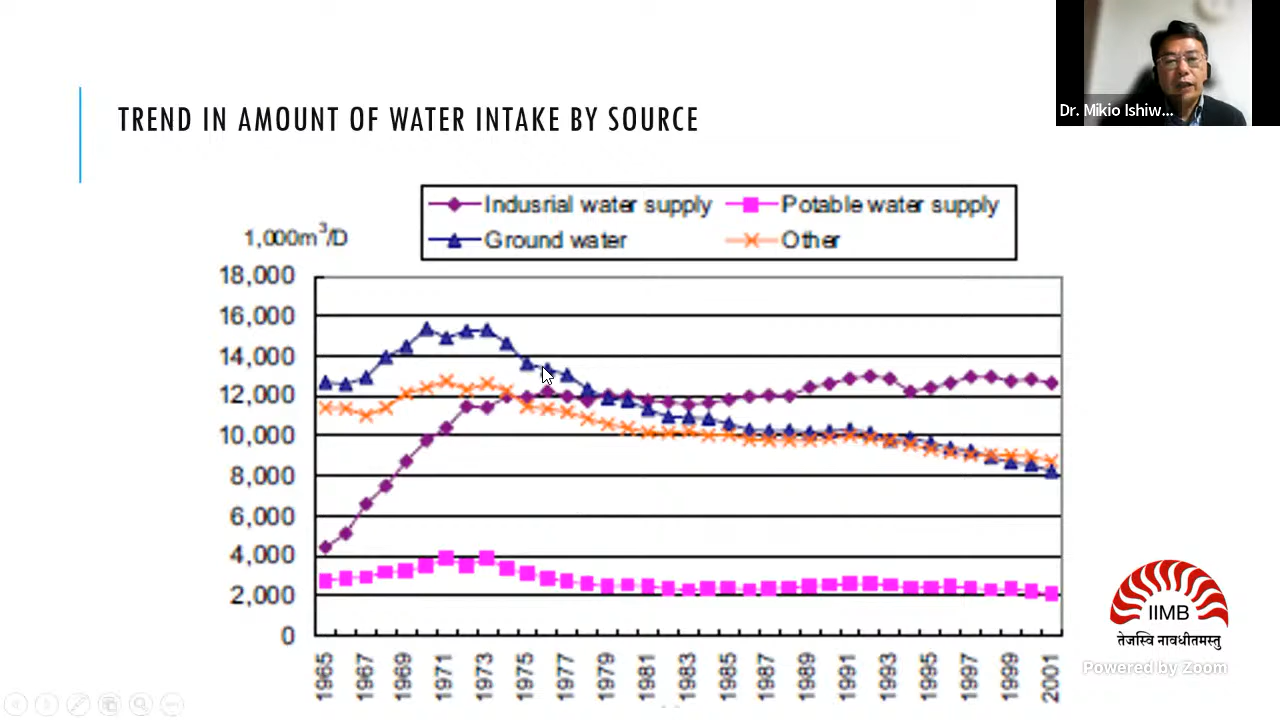 TREND IN AMOUNT OF WATER INTAKE BY SOURCE
Dr. Mikio Ishiw...
Indusrial water supply
Potable water supply
Ground water
Other
1,000m³/D
18,000
16,000
14,000
12,000
10,000
8,000
6,000
4,000
2,000
0
1965
1967
1969
1971
1973
1975
1977
1979
1981
1983
1985
1987
1989
1991
1993
1995
1997
1999
2001
IIMB
तेजस्वि नावधीतमस्तु
Powered by Zoom